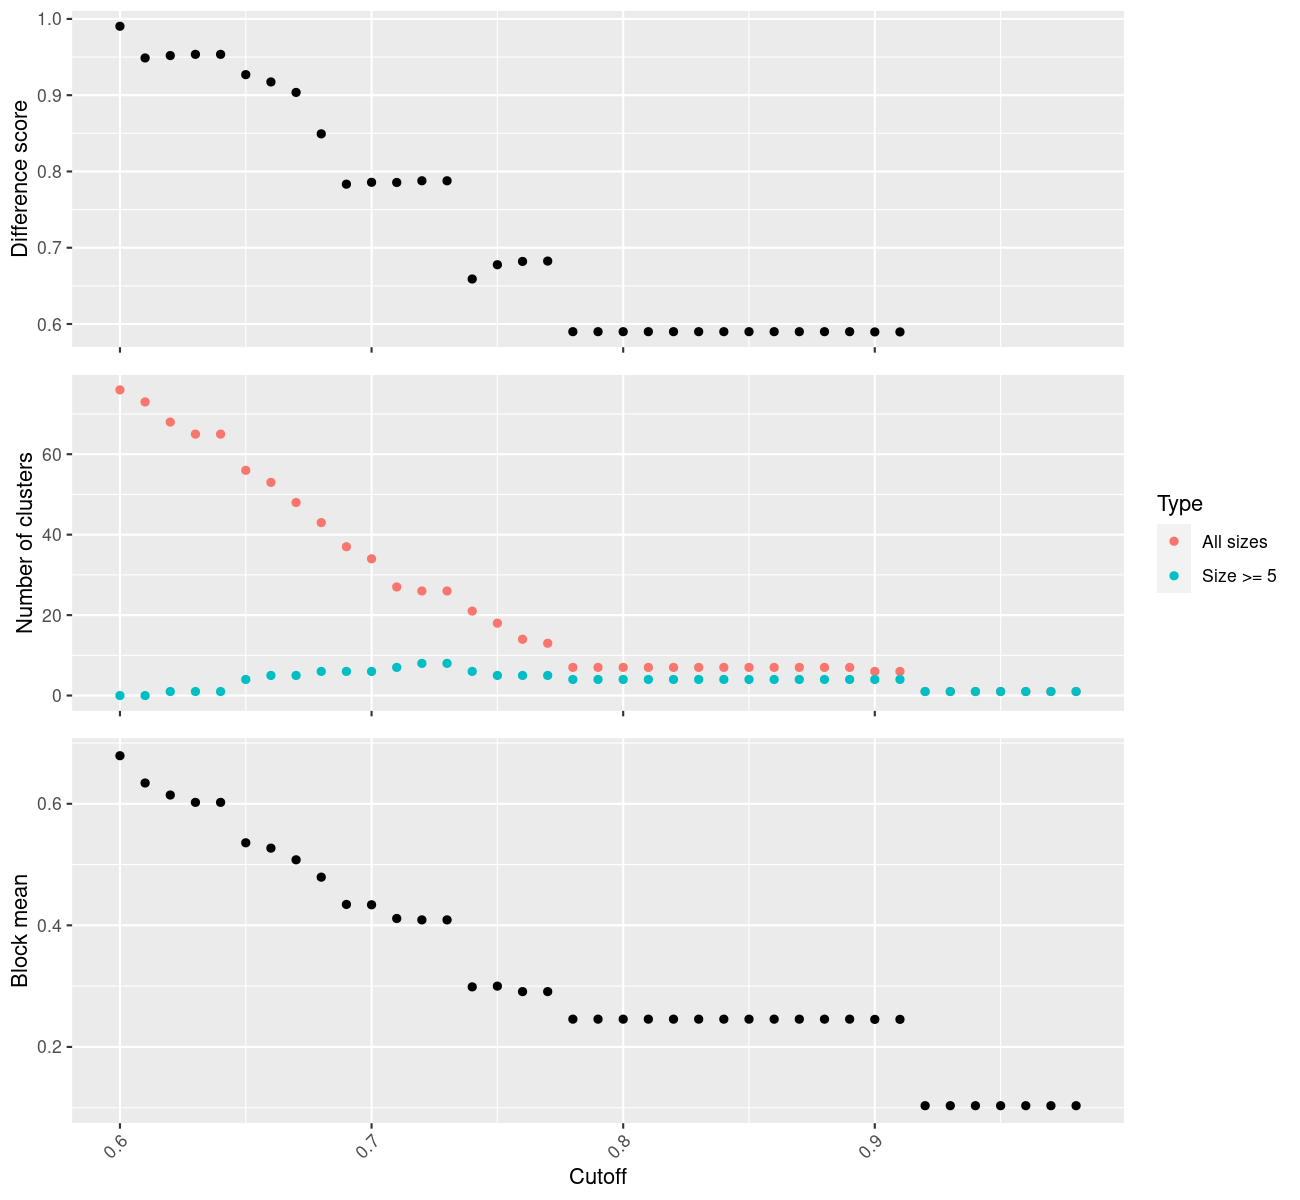 Difference score
1.0
0.9
0.8
0.7
0.6
Number of clusters
60
40
20
0
Type
All sizes
Size >= 5
Block mean
0.6
0.4
0.2
0.6
0.7
0.8
0.9
Cutoff